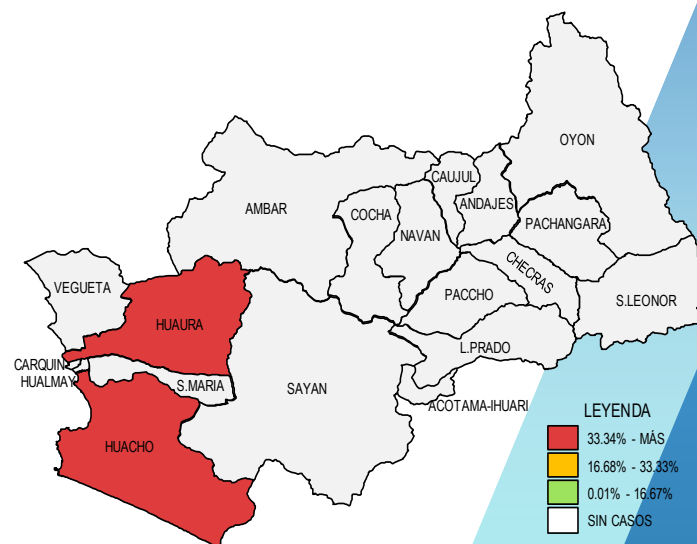 OYON
CAUJUL
AMBAR
COCHA
ANDAJES
NAVAN
PACHANGARA
CHECRAS
VEGUETA
PACCHO
S.LEONOR
HUAURA
L.PRADO
CARQUIN
HUALMAY
S.MARIA
SAYAN
ACOTAMA-IHUARI
HUACHO
LEYENDA
33.34% - MÁS
16.68% - 33.33%
0.01% - 16.67%
SIN CASOS